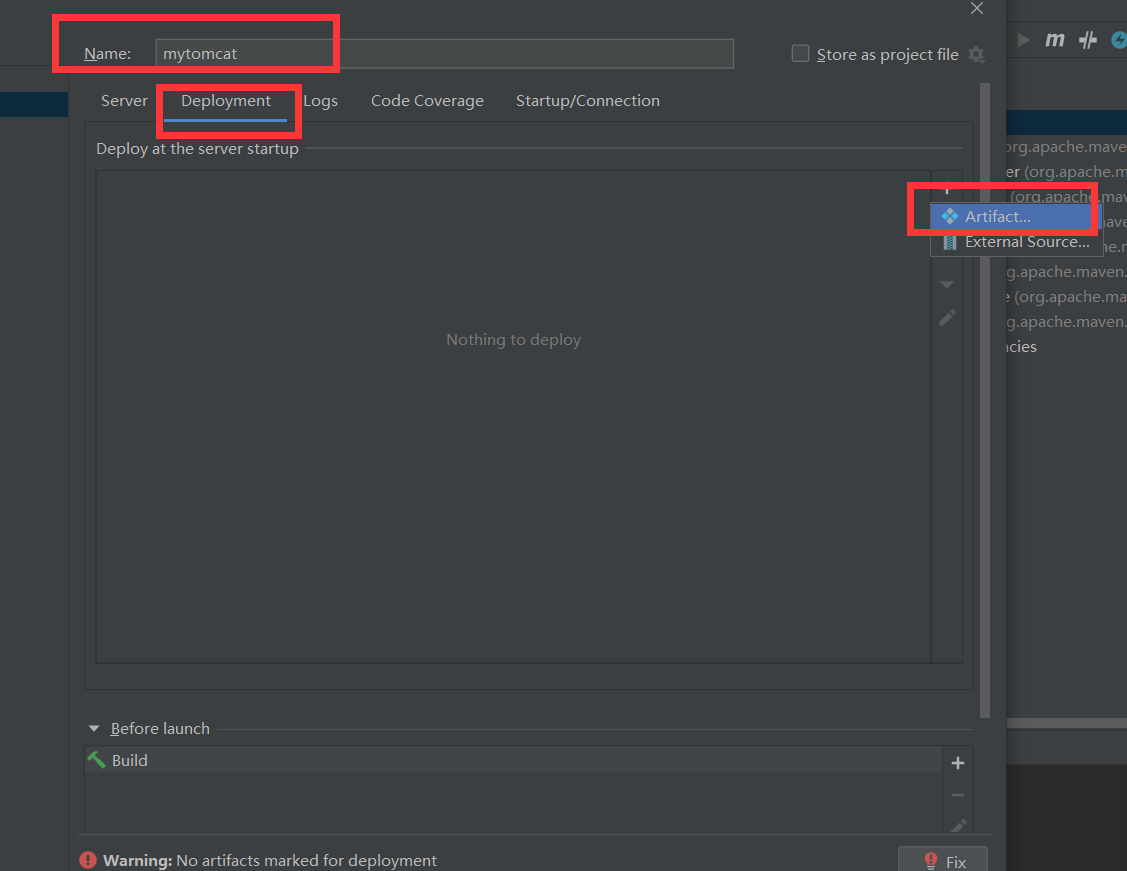 Name: mytomcat
Store as project file
Server Deployment Logs Code Coverage Startup/Connection
Deploy at the server startup
Artifact...
External Source...
Nothing to deploy
Before launch
Build
Warning: No artifacts marked for deployment
Fix
m
org.apache.mave
er (org.apache.m
(org.apache.mav
ave
he.r
g.apache.maven.
e (org.apache.ma
g.apache.maven.
ncies